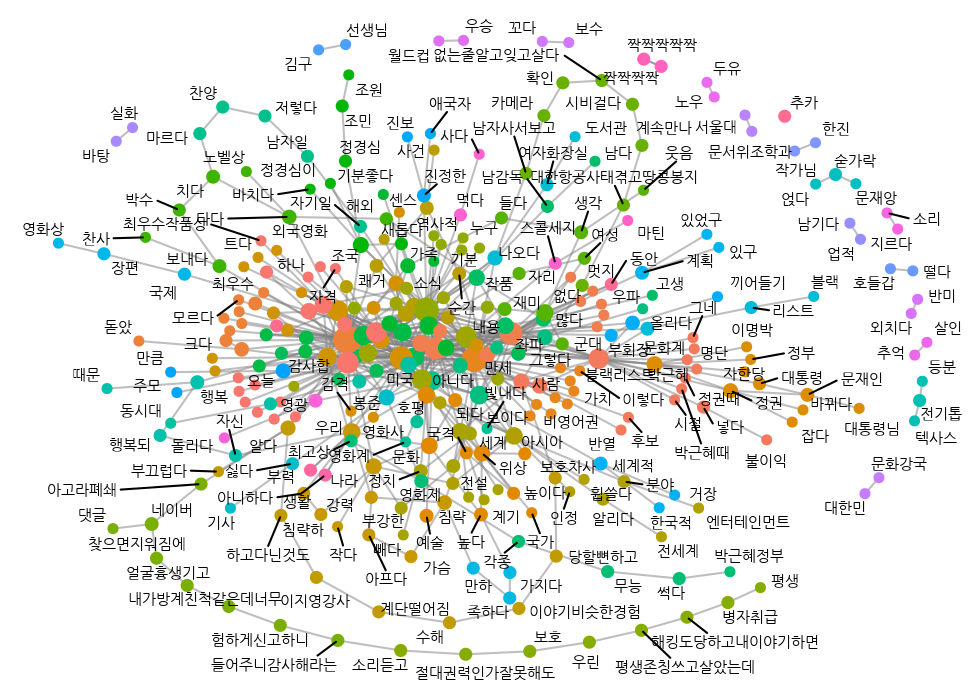 선생님
우승
꼬다
보수
김구
월드컵
없는줄알고잊고살다
짝짝짝짝짝
찬양
조원
확인
짝짝짝짝
두유
실화
저렇다
애국자
카메라
시비걸다
노우
추카
마르다
조민
진보
사다
남자사서보고
도서관
계속만나
서울대
한진
바탕
노벨상
남자일
정경심
사건
여자화장실
남다
웃음
문서위조학과
숟가락
정경심이
기분좋다
진정한
남감독
대한항공사태겪고땅콩봉지
작가님
치다
바치다
센스
먹다
얹다
문재앙
박수
자기일
해외
역사적
들다
생각
소리
영화상
최우수작품상
타다
외국영화
새롭다
누구
스콜세지
여성
마틴
있었구
남기다
찬사
트다
조국
가족
기분
나오다
동안
있구
업적
지르다
장편
보내다
하나
쾌거
소식
작품
자리
멋지
계획
국제
최우수
자격
순간
재미
없다
우파
고생
끼어들기
블랙
호들갑
떨다
모르다
내용
많다
그네
리스트
반미
돋았
크다
좌파
군대
올리다
이명박
외치다
살인
만큼
감사합
만세
부회장
문화계
명단
정부
추억
때문
주모
오늘
감격
미국
아니다
그렇다
블랙리스트
박근혜
자한당
대통령
등분
행복
사람
가치
이렇다
정권때
정권
문재인
동시대
영광
봉준
호평
빛내다
비영어권
바뀌다
전기톱
자신
우리
영화사
되다
본이다
시절
넣다
대통령님
행복되
돌리다
알다
최고상
영화계
문화
국격
세계
아시아
반열
후보
박근혜때
잡다
텍사스
부끄럽다
싫다
부력
나라
정치
위상
보호차사
세계적
불이익
문화강국
아고라폐쇄
아니하다
생활
영화제
전설
높이다
힙쓸다
분야
거장
대한민
댓글
네이버
기사
강력
부강한
침략
계기
인정
알리다
한국적
엔터테인먼트
찾으면지워짐에
침략하
작다
빼다
예술
높다
국가
전세계
하고다닌것도
아프다
가슴
각종
당할뻔하고
박근혜정부
얼굴흉생기고
만하
가지다
무능
썩다
평생
내가방계진척같은데너무
이지영강사
계단떨어짐
족하다
이야기비슷한경험
병자취급
험하게신고하니
수해
보호
해킹도당하고내이야기하면
들어주니감사해라는
소리듣고
절대권력인가잘못해도
우린
평생존칭쓰고살았는데